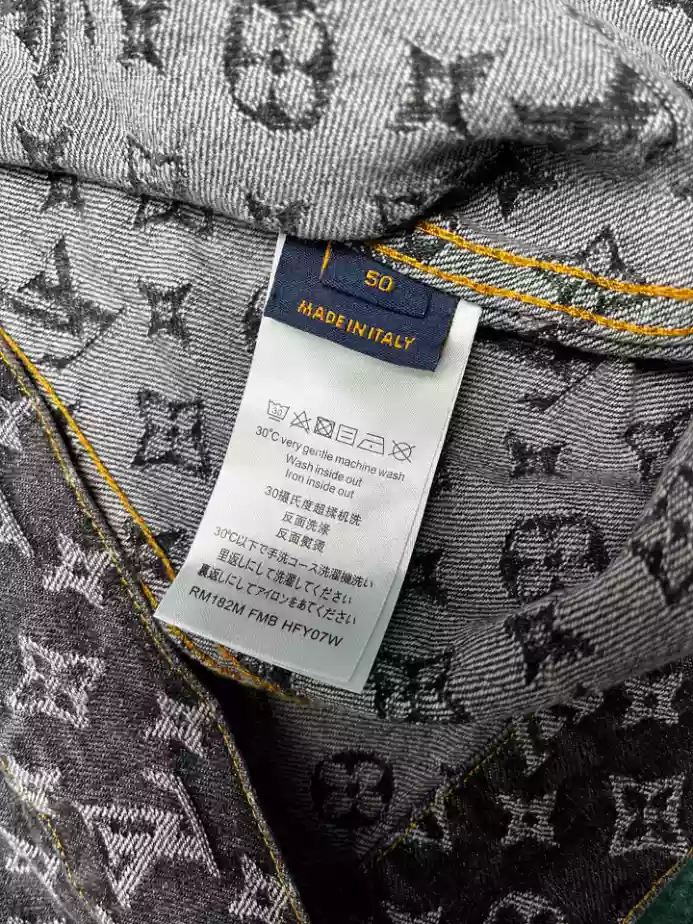 50
MADE IN ITALY
30
30°C very gentle machine wash
Wash inside out
Iron inside out
30摄氏度超揉机洗
反面洗涤
反面熨烫
30℃以下で手洗コース洗濯機洗い
里返しにして洗濯してください
裏返しにしてアイロンをあてください
RM182M FMB HFY07W